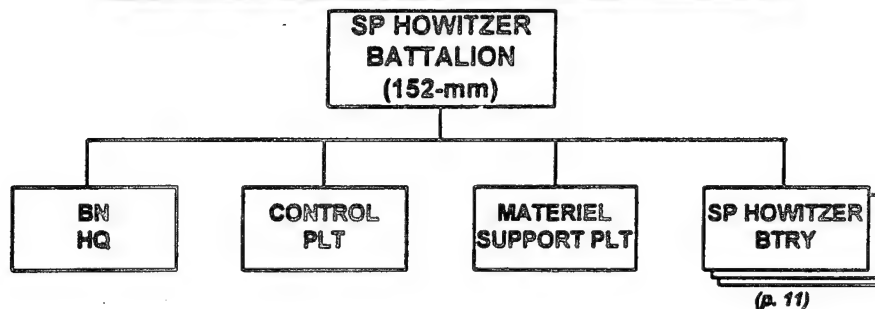 SP HOWITZER
BATTALION
(152-mm)
BN
HQ
CONTROL
PLT
MATERIEL
SUPPORT PLT
SP HOWITZER
BTRY
(p. 11)